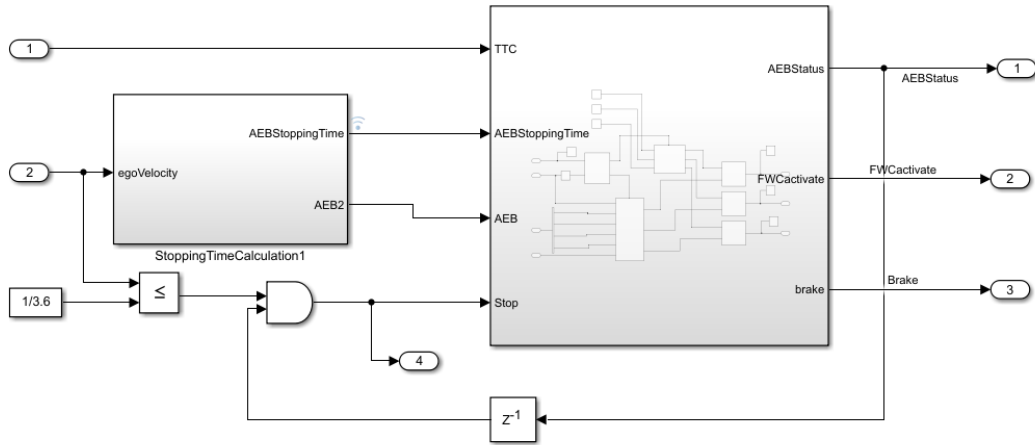 1
TTC
AEBStatus
1
AEBStatus
AEBStoppingTime
AEBStoppingTime
2
egoVelocity
FWCactivate
FWCactivate
2
AEB2
AEB
StoppingTimeCalculation1
≤
1/3.6
Stop
brake
Brake
3
4
Z-1